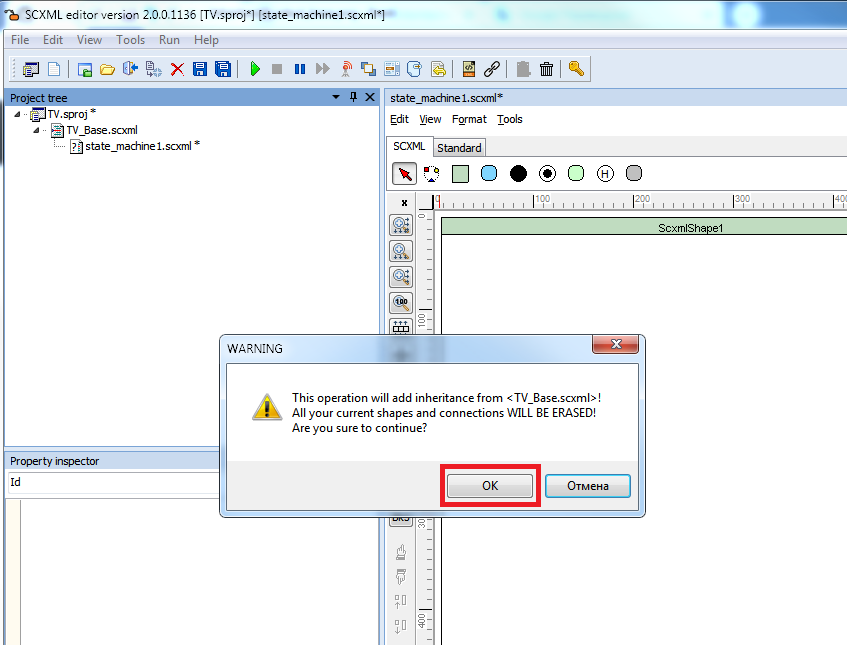 SCXML editor version 2.0.0.1136 [TV.sproj*] [state_machine1.scxml*]
File Edit View Tools Run Help
Project tree
TV.sproj *
TV_Base.scxml
state_machine1.scxml *
state_machine1.scxml*
Edit View Format Tools
SCXML Standard
H
0 100 200 300 400
x
0
ScxmlShape1
100
100
WARNING
This operation will add inheritance from <TV_Base.scxml>!
All your current shapes and connections WILL BE ERASED!
Are you sure to continue?
OK Отмена
Property inspector
Id
400